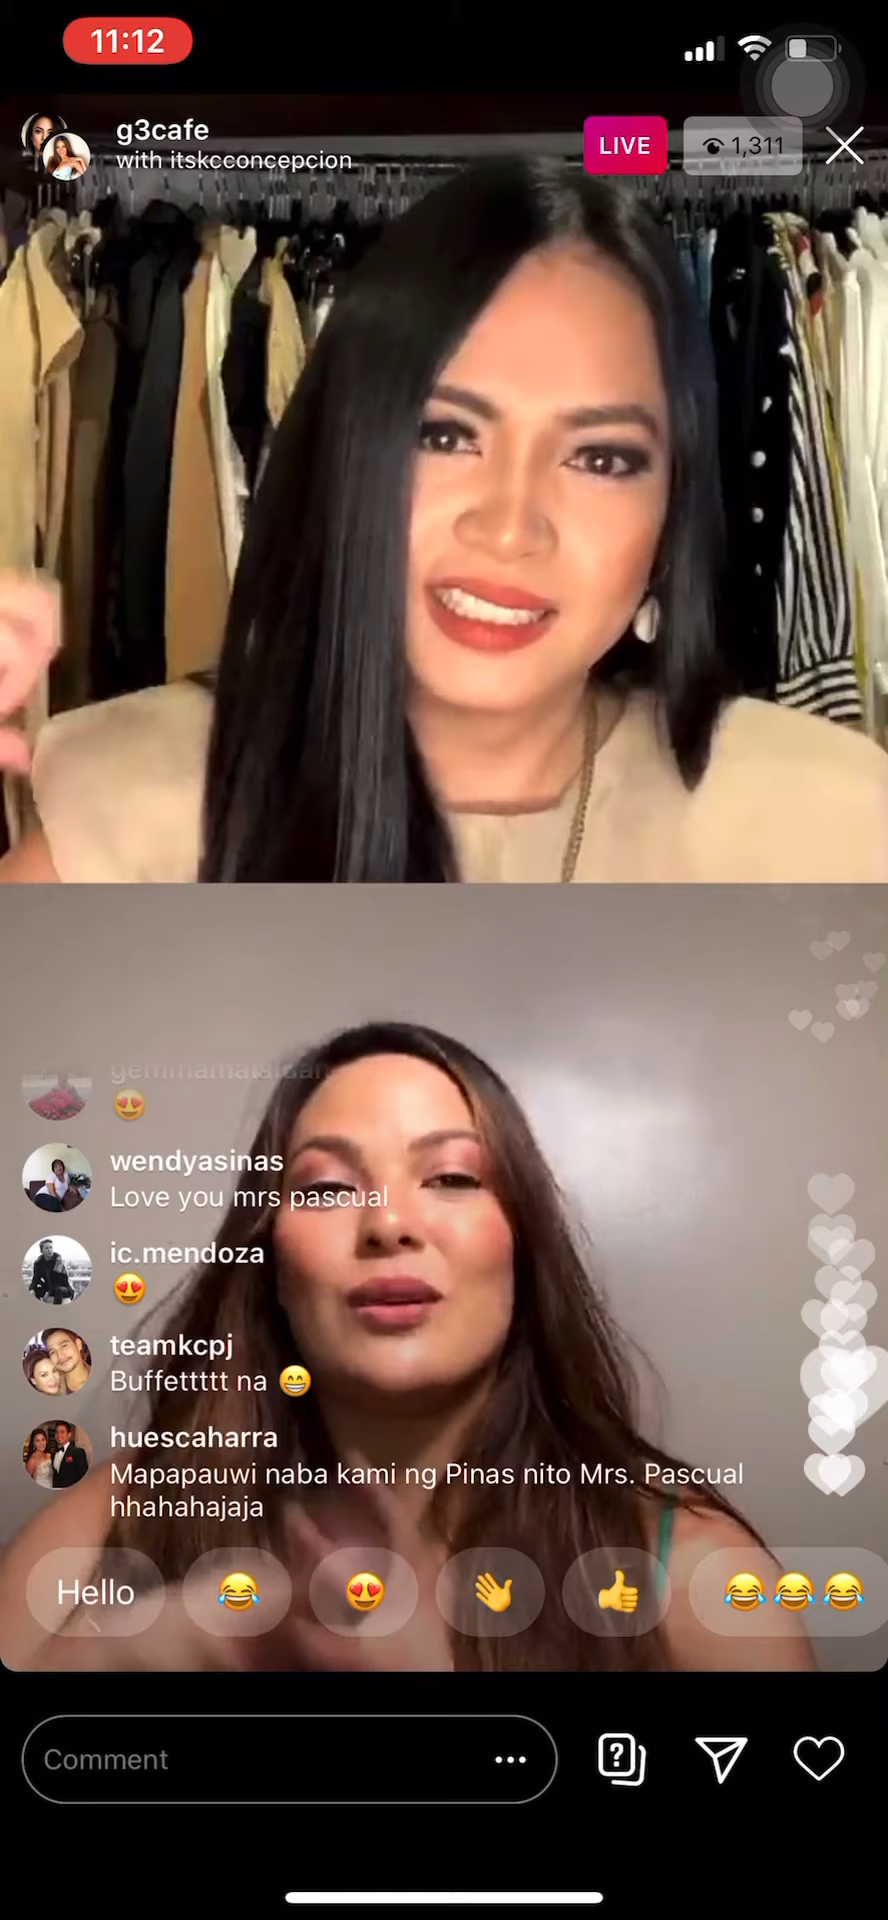 11:12
g3cafe
with itskcconcepcion
LIVE
1,311
gemmamalaluan
😍
wendyasinas
Love you mrs pascual
ic.mendoza
😍
teamkcpj
Buffettttt na 😁
huescaharra
Mapapauwi naba kami ng Pinas nito Mrs. Pascual
hhahahajaja
Hello 😂 😍 👋 👍 😂😂😂
Comment